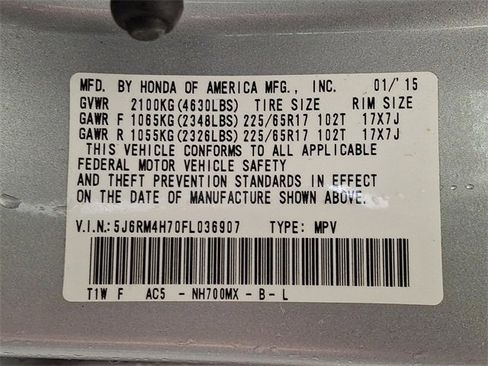 MFD. BY HONDA OF AMERICA MFG., INC. 01/'15
GVWR 2100KG(4630LBS) TIRE SIZE RIM SIZE
GAWR F 1065KG(2348LBS)225/65R17 102T 17X7J
GAWR R 1055KG(2326LBS)225/65R17 102T 17X7J
THIS VEHICLE CONFORMS TO ALL APPLICABLE
FEDERAL MOTOR VEHICLE SAFETY
AND THEFT PREVENTION STANDARDS IN EFFECT
ON THE DATE OF MANUFACTURE SHOWN ABOVE.
V.I.N:5J6RM4H70FL036907 TYPE: MPV
T1W F AC5 - NH700MX - B - L